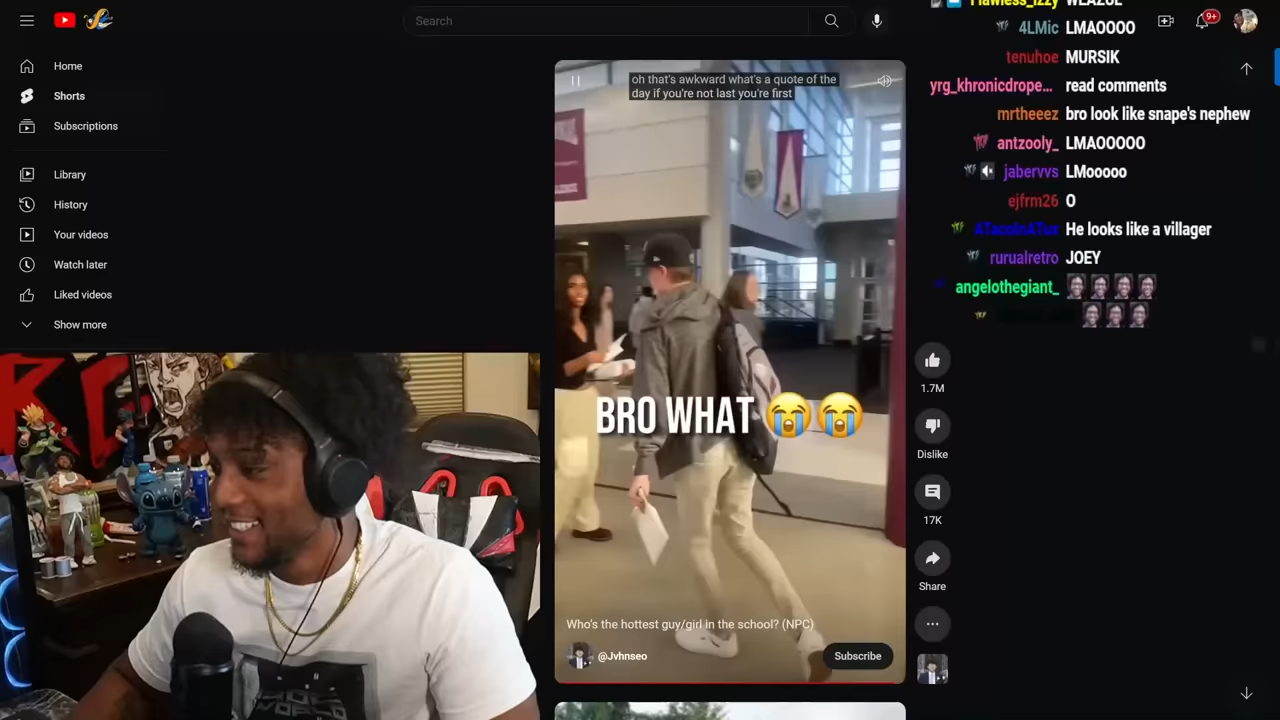 Search
9+
Home
Shorts
Subscriptions
Library
History
Your videos
Watch later
Liked videos
Show more
oh that's awkward what's a quote of the
day if you're not last you're first
BRO WHAT 😭😭
Who's the hottest guy/girl in the school? (NPC)
@Jvhnseo
Subscribe
1.7M
Dislike
17K
Share
4LMic LMAOOOO
tenuhoe MURSIK
yrg_khronicdrope... read comments
mrtheeez bro look like snape's nephew
antzooly_ LMAOOOOO
jabervvs LMooooo
ejfrm26 O
ATacoInATux He looks like a villager
rurualretro JOEY
angelothegiant_